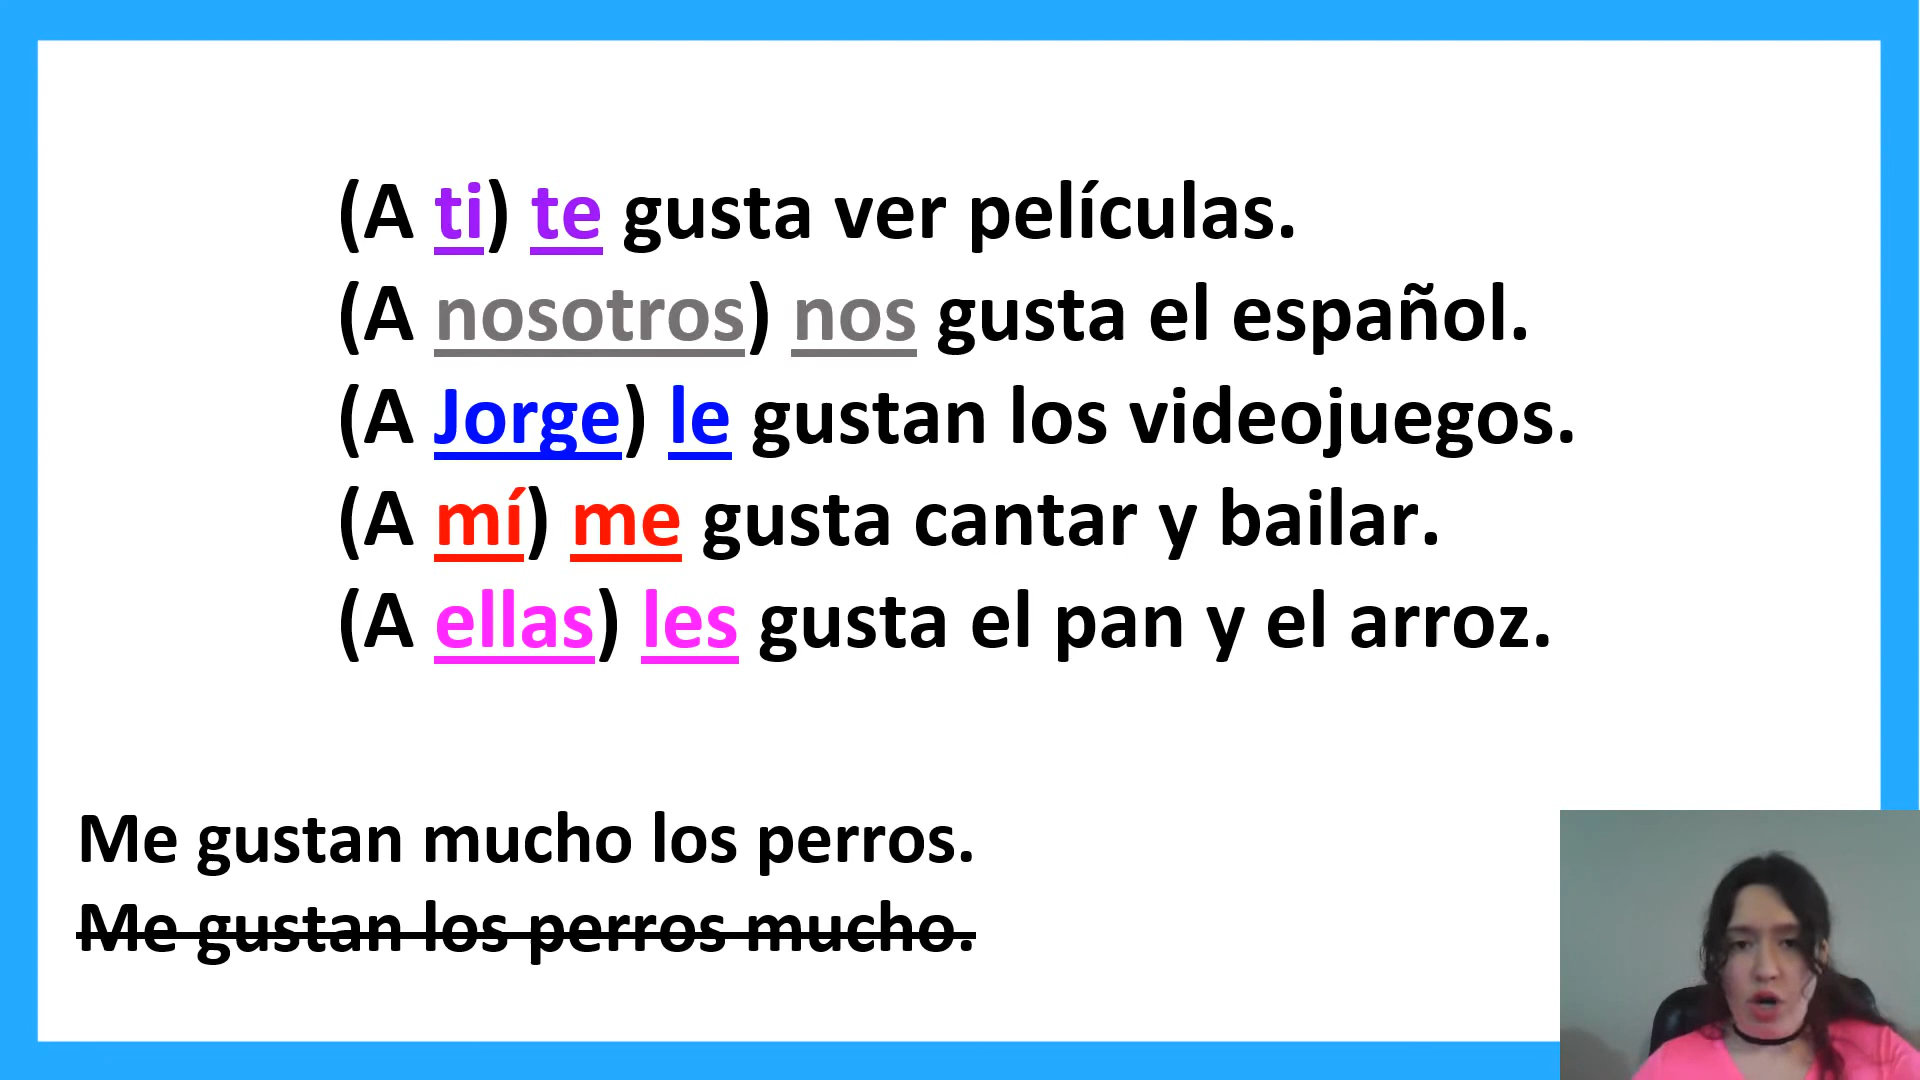 (A ti) te gusta ver películas.
(A nosotros) nos gusta el español.
(A Jorge) le gustan los videojuegos.
(A mí) me gusta cantar y bailar.
(A ellas) les gusta el pan y el arroz.
Me gustan mucho los perros.
Me gustan los perros mucho.